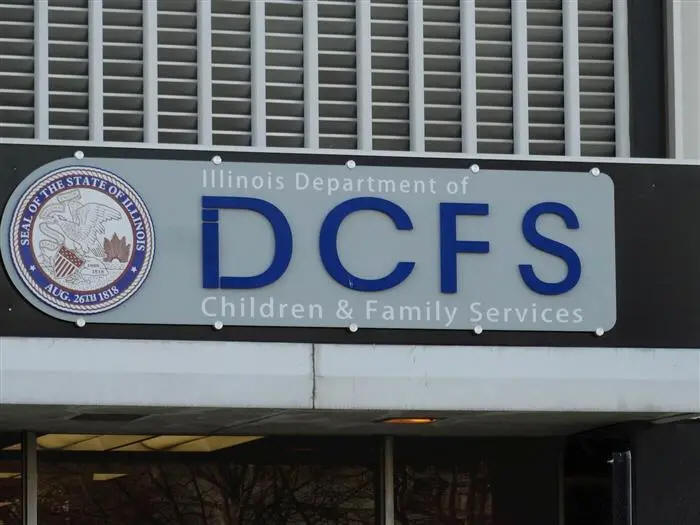 SEAL OF THE STATE OF ILLINOIS
AUG. 26TH 1818
Illinois Department of
DCFS
Children & Family Services